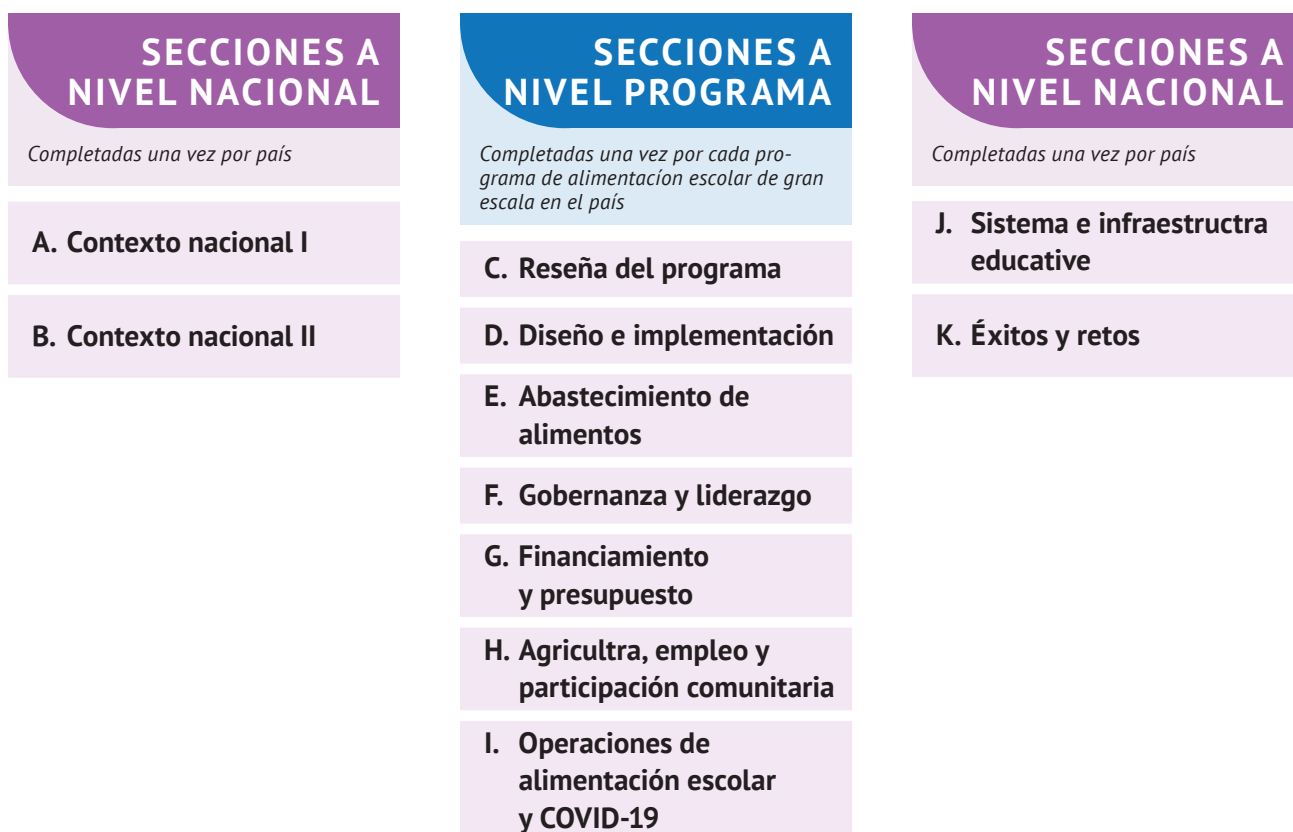 SECCIONES A
NIVEL NACIONAL
Completadas una vez por país
A. Contexto nacional I
B. Contexto nacional II
SECCIONES A
NIVEL PROGRAMA
Completadas una vez por cada pro-
grama de alimentacíon escolar de gran
escala en el país
C. Reseña del programa
D. Diseño e implementación
E. Abastecimiento de
alimentos
F. Gobernanza y liderazgo
G. Financiamiento
y presupuesto
H. Agricultra, empleo y
participación comunitaria
I. Operaciones de
alimentación escolar
y COVID-19
SECCIONES A
NIVEL NACIONAL
Completadas una vez por país
J. Sistema e infraestructra
educative
K. Éxitos y retos